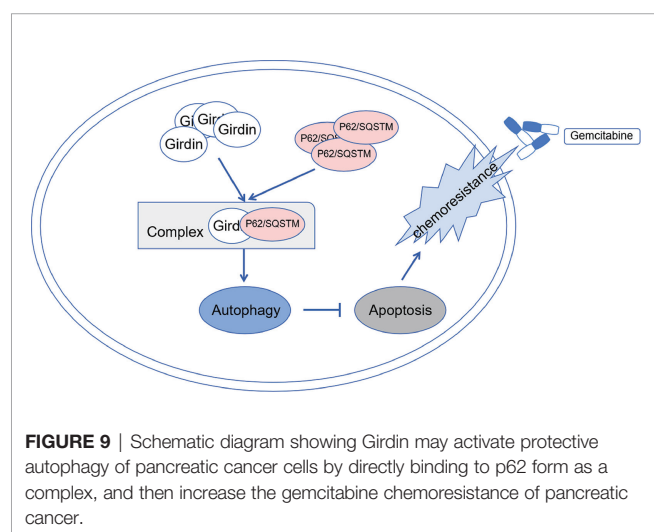 Gi
Gird
Girdin
Girdin
P62/SQSTM
P62/SQ
P62/SQSTM
Gemcitabine
chemoresistance
Complex
Gird
P62/SQSTM
Autophagy
Apoptosis
FIGURE 9 | Schematic diagram showing Girdin may activate protective
autophagy of pancreatic cancer cells by directly binding to p62 form as a
complex, and then increase the gemcitabine chemoresistance of pancreatic
cancer.